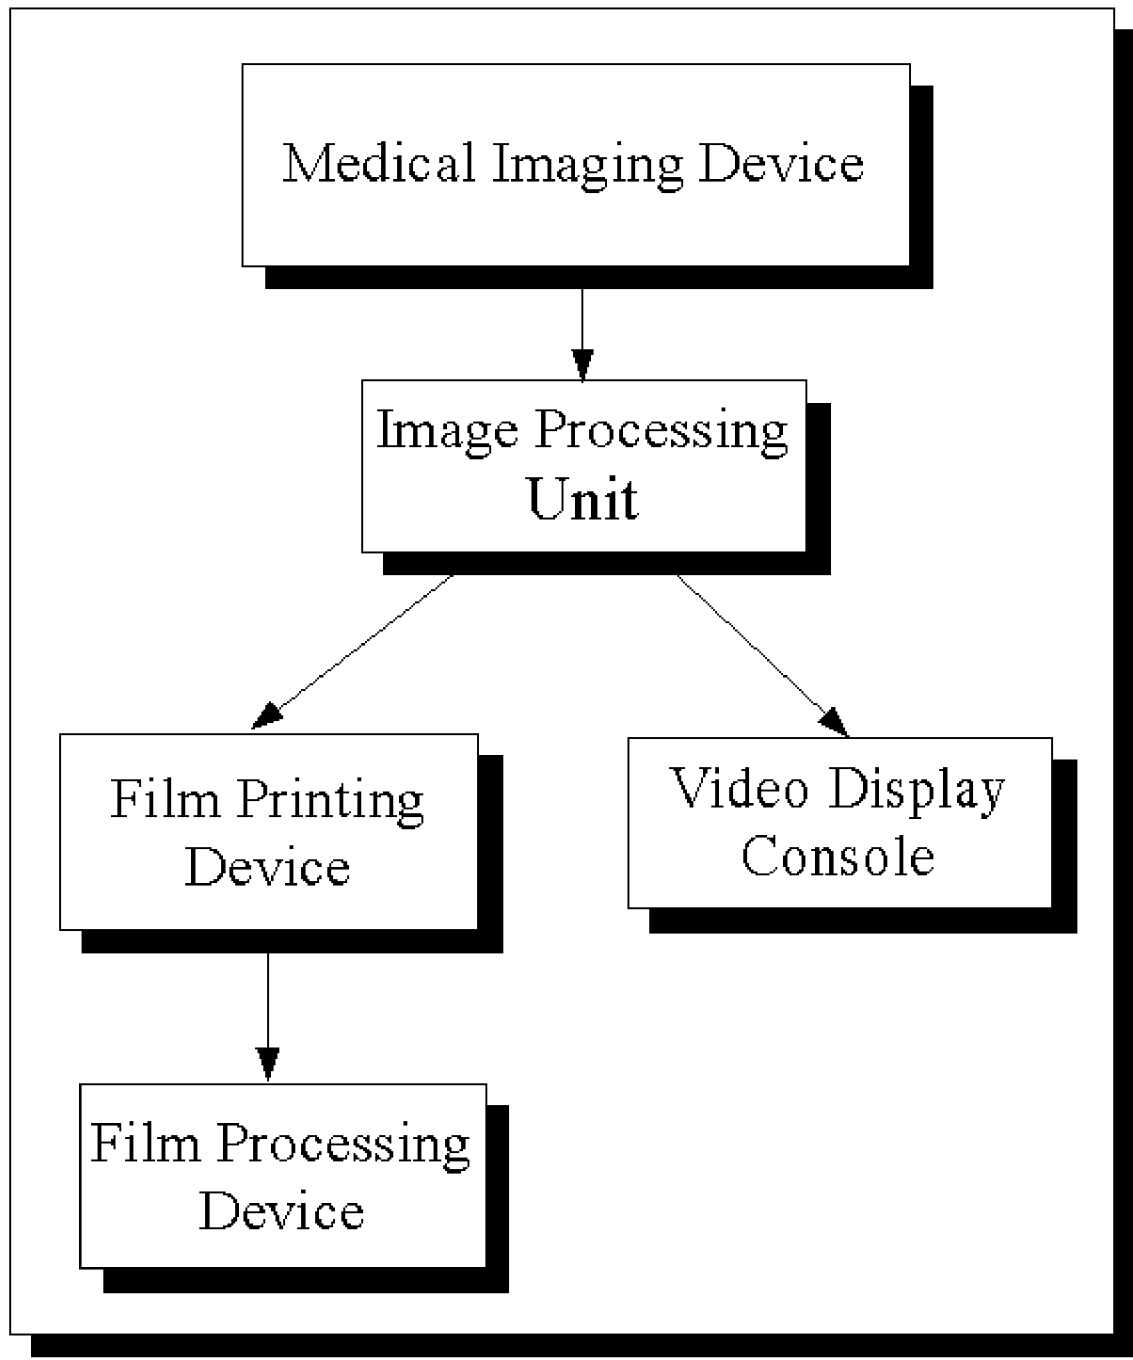 Medical Imaging Device
Image Processing
Unit
Film Printing
Device
Video Display
Console
Film Processing
Device